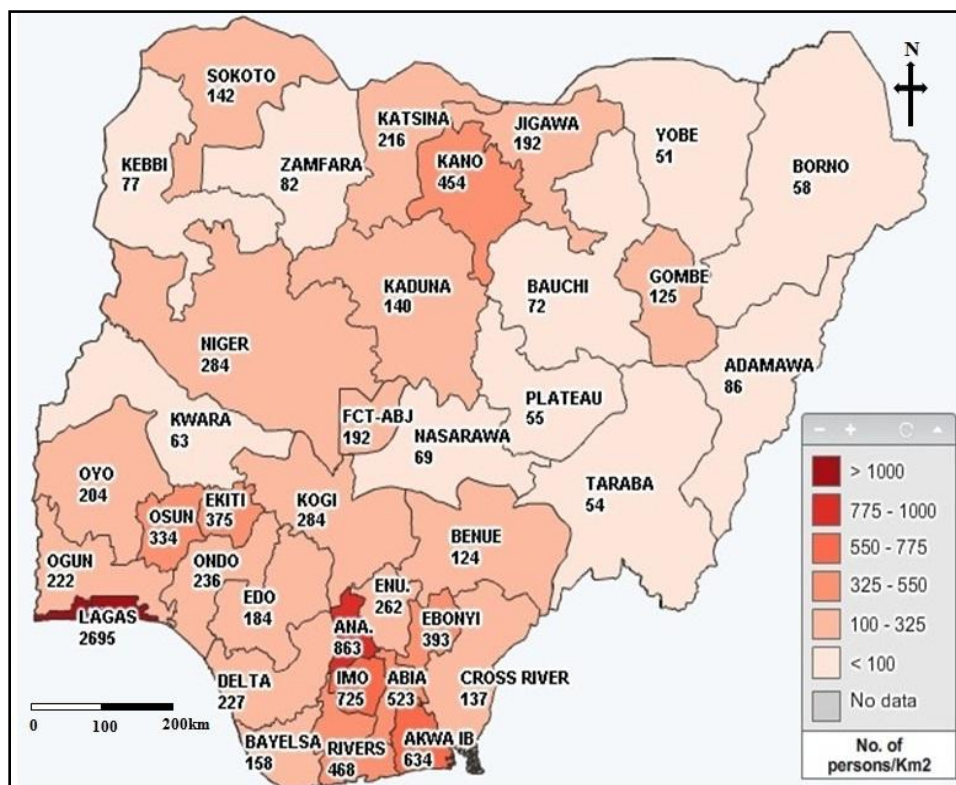 N
SOKOTO
142
KATSINA
216
JIGAWA
192
YOBE
51
BORNO
58
KEBBI
77
ZAMFARA
82
KANO
454
KADUNA
140
BAUCHI
72
GOMBE
125
NIGER
284
ADAMAWA
86
PLATEAU
55
KWARA
63
FCT-ABJ
192
NASARAWA
69
TARABA
54
OYO
204
OSUN
334
EKITI
375
KOGI
284
BENUE
124
OGUN
222
ONDO
236
EDO
184
ENU.
262
EBONYI
393
LAGAS
2695
ANA.
863
DELTA
227
IMO
725
ABIA
523
CROSS RIVER
137
BAYELSA
158
RIVERS
468
AKWA IB
634
0 100 200km
> 1000
775 - 1000
550 - 775
325 - 550
100 - 325
< 100
No data
No. of
persons/Km2